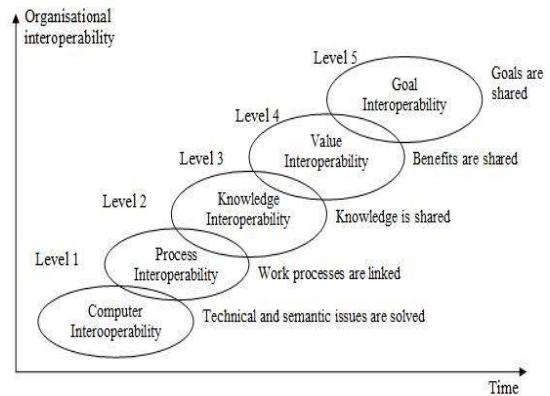 Organisational
interoperability
Level 5
Goal
Interoperability
Goals are
shared
Level 4
Value
Interoperability
Benefits are shared
Level 3
Knowledge
Interoperability
Knowledge is shared
Level 2
Process
Interoperability
Work processes are linked
Level 1
Computer
Interooperability
Technical and semantic issues are solved
Time